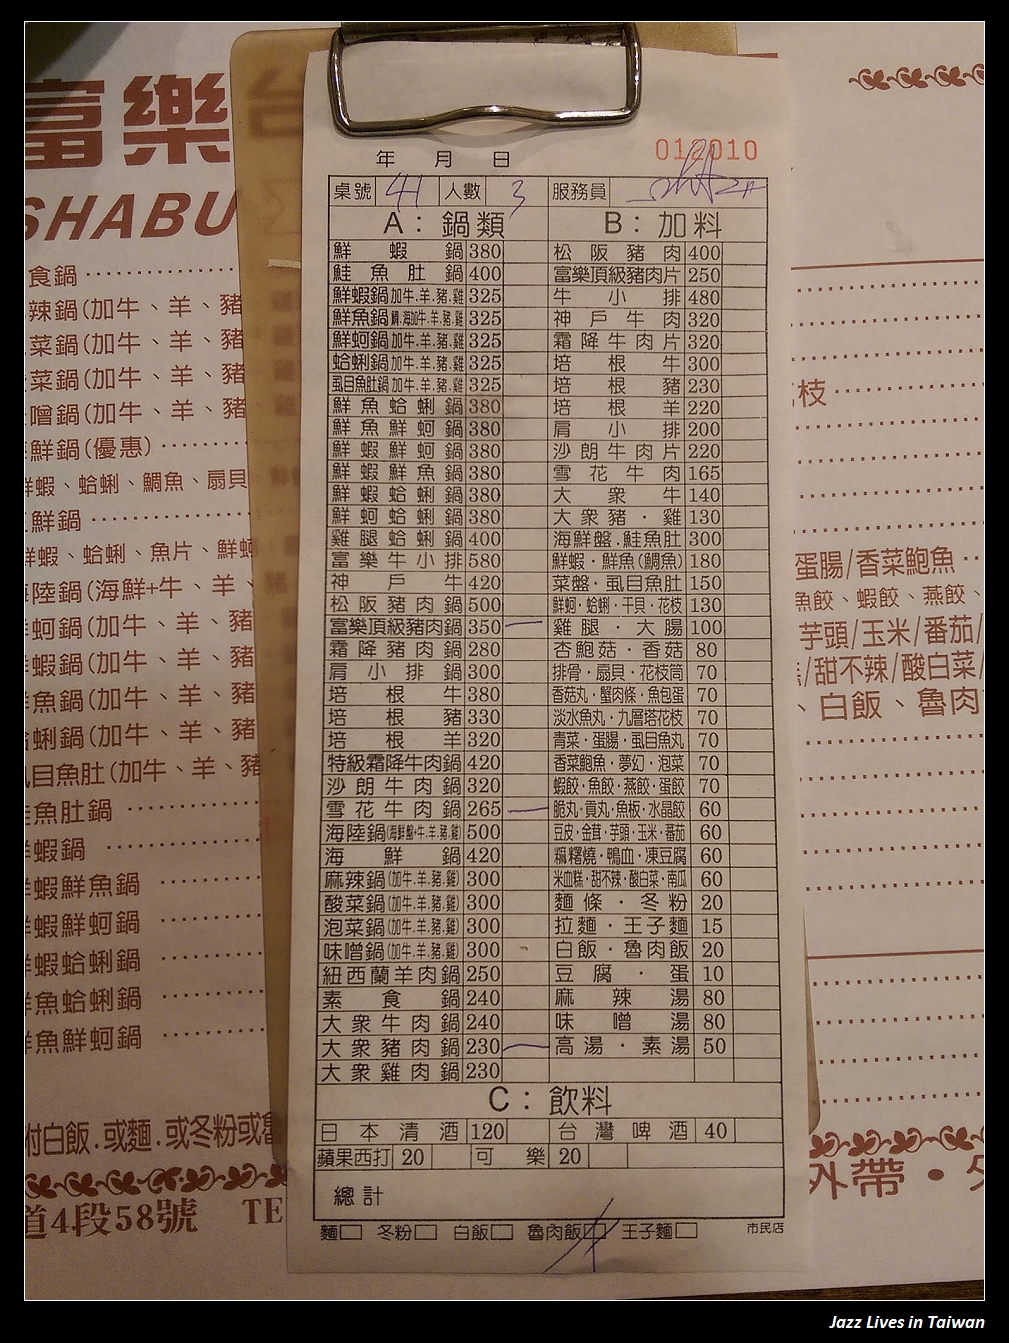 富樂台
SHABU
食鍋
辣鍋(加牛、羊、豬
菜鍋(加牛、羊、豬
菜鍋(加牛、羊、豬
噌鍋(加牛、羊、豬
鮮鍋(優惠)
鮮蝦、蛤蜊、鯛魚、扇貝
鮮鍋
鮮蝦、蛤蜊、魚片、鮮蚵
海陸鍋(海鮮+牛、羊、
鮮蚵鍋(加牛、羊、豬
鮮蝦鍋(加牛、羊、豬
鮮魚鍋(加牛、羊、豬
蛤蜊鍋(加牛、羊、豬
虱目魚肚(加牛、羊、豬
鮭魚肚鍋
鮮蝦鍋
鮮蝦鮮魚鍋
鮮蝦鮮蚵鍋
鮮蝦蛤蜊鍋
鮮魚蛤蜊鍋
鮮魚鮮蚵鍋
附白飯.或麵.或冬粉或魯
道4段58號 TE
年 月 日 012010
桌號 41 人數 3 服務員
A：鍋類 B：加料
鮮蝦鍋 380 松阪豬肉 400
鮭魚肚鍋 400 富樂頂級豬肉片 250
鮮蝦鍋加牛.羊.豬.雞 325 牛小排 480
鮮魚鍋鯛.海加牛.羊.豬.雞 325 神戶牛肉 320
鮮蚵鍋加牛.羊.豬.雞 325 霜降牛肉片 320
蛤蜊鍋加牛.羊.豬.雞 325 培根牛 300
虱目魚肚鍋加牛.羊.豬.雞 325 培根豬 230
鮮魚蛤蜊鍋 380 培根羊 220
鮮魚鮮蚵鍋 380 肩小排 200
鮮蝦鮮蚵鍋 380 沙朗牛肉片 220
鮮蝦鮮魚鍋 380 雪花牛肉 165
鮮蝦蛤蜊鍋 380 大衆牛 140
鮮蚵蛤蜊鍋 380 大衆豬·雞 130
雞腿蛤蜊鍋 400 海鮮盤.鮭魚肚 300
富樂牛小排 580 鮮蝦·鮮魚(鯛魚) 180
神戶牛 420 菜盤·虱目魚肚 150
松阪豬肉鍋 500 鮮蚵·蛤蜊·干貝·花枝 130
富樂頂級豬肉鍋 350 雞腿·大腸 100
霜降豬肉鍋 280 杏鮑菇·香菇 80
肩小排鍋 300 排骨·扇貝·花枝筒 70
培根牛 380 香菇丸·蟹肉條·魚包蛋 70
培根豬 330 淡水魚丸·九層塔花枝 70
培根羊 320 青菜·蛋腸·虱目魚丸 70
特級霜降牛肉鍋 420 香菜鮑魚·夢幻·泡菜 70
沙朗牛肉鍋 320 蝦餃·魚餃·燕餃·蛋餃 70
雪花牛肉鍋 265 脆丸·貢丸·魚板·水晶餃 60
海陸鍋(海鮮盤+牛.羊.豬.雞) 500 豆皮·金茸·芋頭·玉米·蕃茄 60
海鮮鍋 420 麻糬燒·鴨血·凍豆腐 60
麻辣鍋(加牛.羊.豬.雞) 300 米血糕·甜不辣·酸白菜·南瓜 60
酸菜鍋(加牛.羊.豬.雞) 300 麵條·冬粉 20
泡菜鍋(加牛.羊.豬.雞) 300 拉麵·王子麵 15
味噌鍋(加牛.羊.豬.雞) 300 白飯·魯肉飯 20
紐西蘭羊肉鍋 250 豆腐·蛋 10
素食鍋 240 麻辣湯 80
大衆牛肉鍋 240 味噌湯 80
大衆豬肉鍋 230 高湯·素湯 50
大衆雞肉鍋 230
C：飲料
日本清酒 120 台灣啤酒 40
蘋果西打 20 可樂 20
總計
麵 冬粉 白飯 魯肉飯 王子麵 市民店
枝
蛋腸/香菜鮑魚
魚餃、蝦餃、燕餃、
芋頭/玉米/番茄/
/甜不辣/酸白菜/
、白飯、魯肉
外帶·外
Jazz Lives in Taiwan